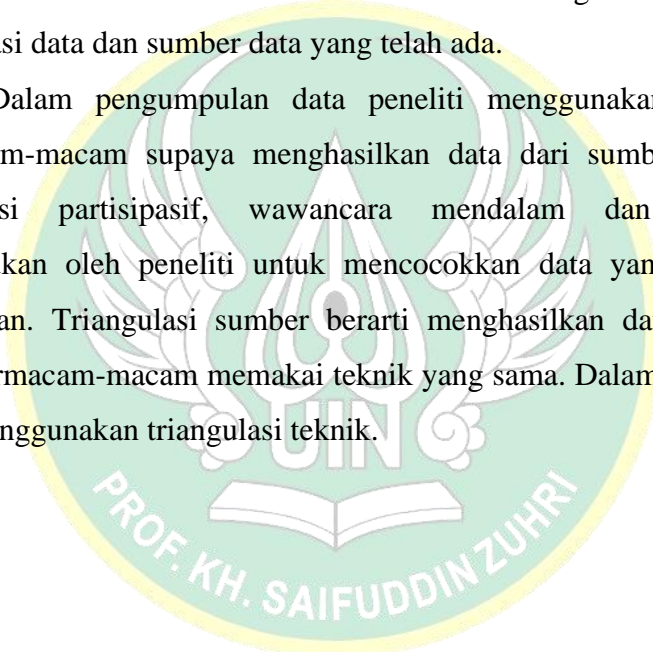 asi data dan sumber data yang telah ada.
Dalam pengumpulan data peneliti menggunakan
m-macam supaya menghasilkan data dari sumb
si partisipasif, wawancara mendalam dan
ukan oleh peneliti untuk mencocokkan data yan
an. Triangulasi sumber berarti menghasilkan da
rmacam-macam memakai teknik yang sama. Dalam
nggunakan triangulasi teknik.
UIN
PROF. KH. SAIFUDDIN ZUHRI